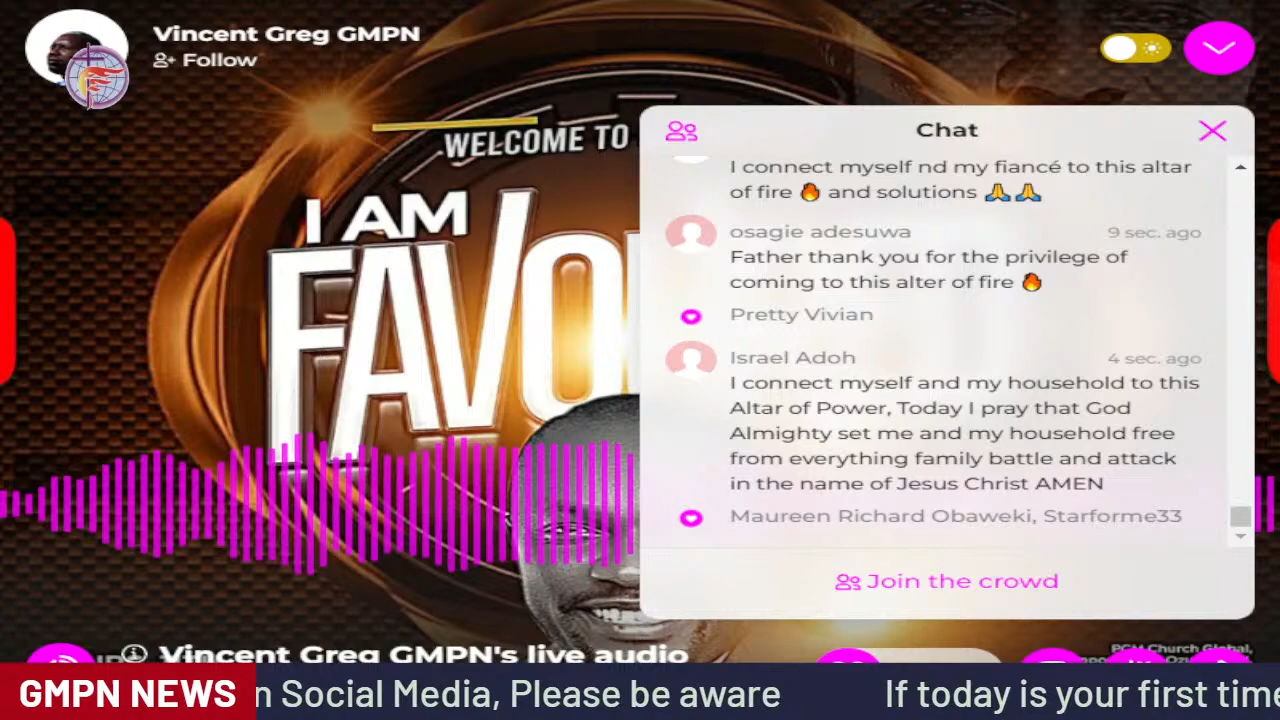 Vincent Greg GMPN
Follow
WELCOME TO
I AM
FAVO
Chat
I connect myself nd my fiancé to this altar
of fire 🔥 and solutions 🙏🙏
osagie adesuwa 9 sec. ago
Father thank you for the privilege of
coming to this alter of fire 🔥
Pretty Vivian
Israel Adoh 4 sec. ago
I connect myself and my household to this
Altar of Power, Today I pray that God
Almighty set me and my household free
from everything family battle and attack
in the name of Jesus Christ AMEN
Maureen Richard Obaweki, Starforme33
Join the crowd
Vincent Greg GMPN's live audio
PGM Church Global,
GMPN NEWS n Social Media, Please be aware If today is your first time